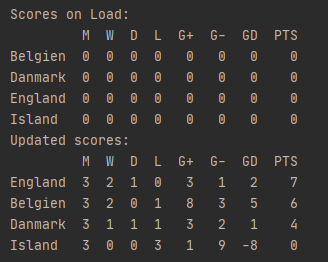 Scores on Load:
M W D L G+ G- GD PTS
Belgien 0 0 0 0 0 0 0 0
Danmark 0 0 0 0 0 0 0 0
England 0 0 0 0 0 0 0 0
Island 0 0 0 0 0 0 0 0
Updated scores:
M W D L G+ G- GD PTS
England 3 2 1 0 3 1 2 7
Belgien 3 2 0 1 8 3 5 6
Danmark 3 1 1 1 3 2 1 4
Island 3 0 0 3 1 9 -8 0